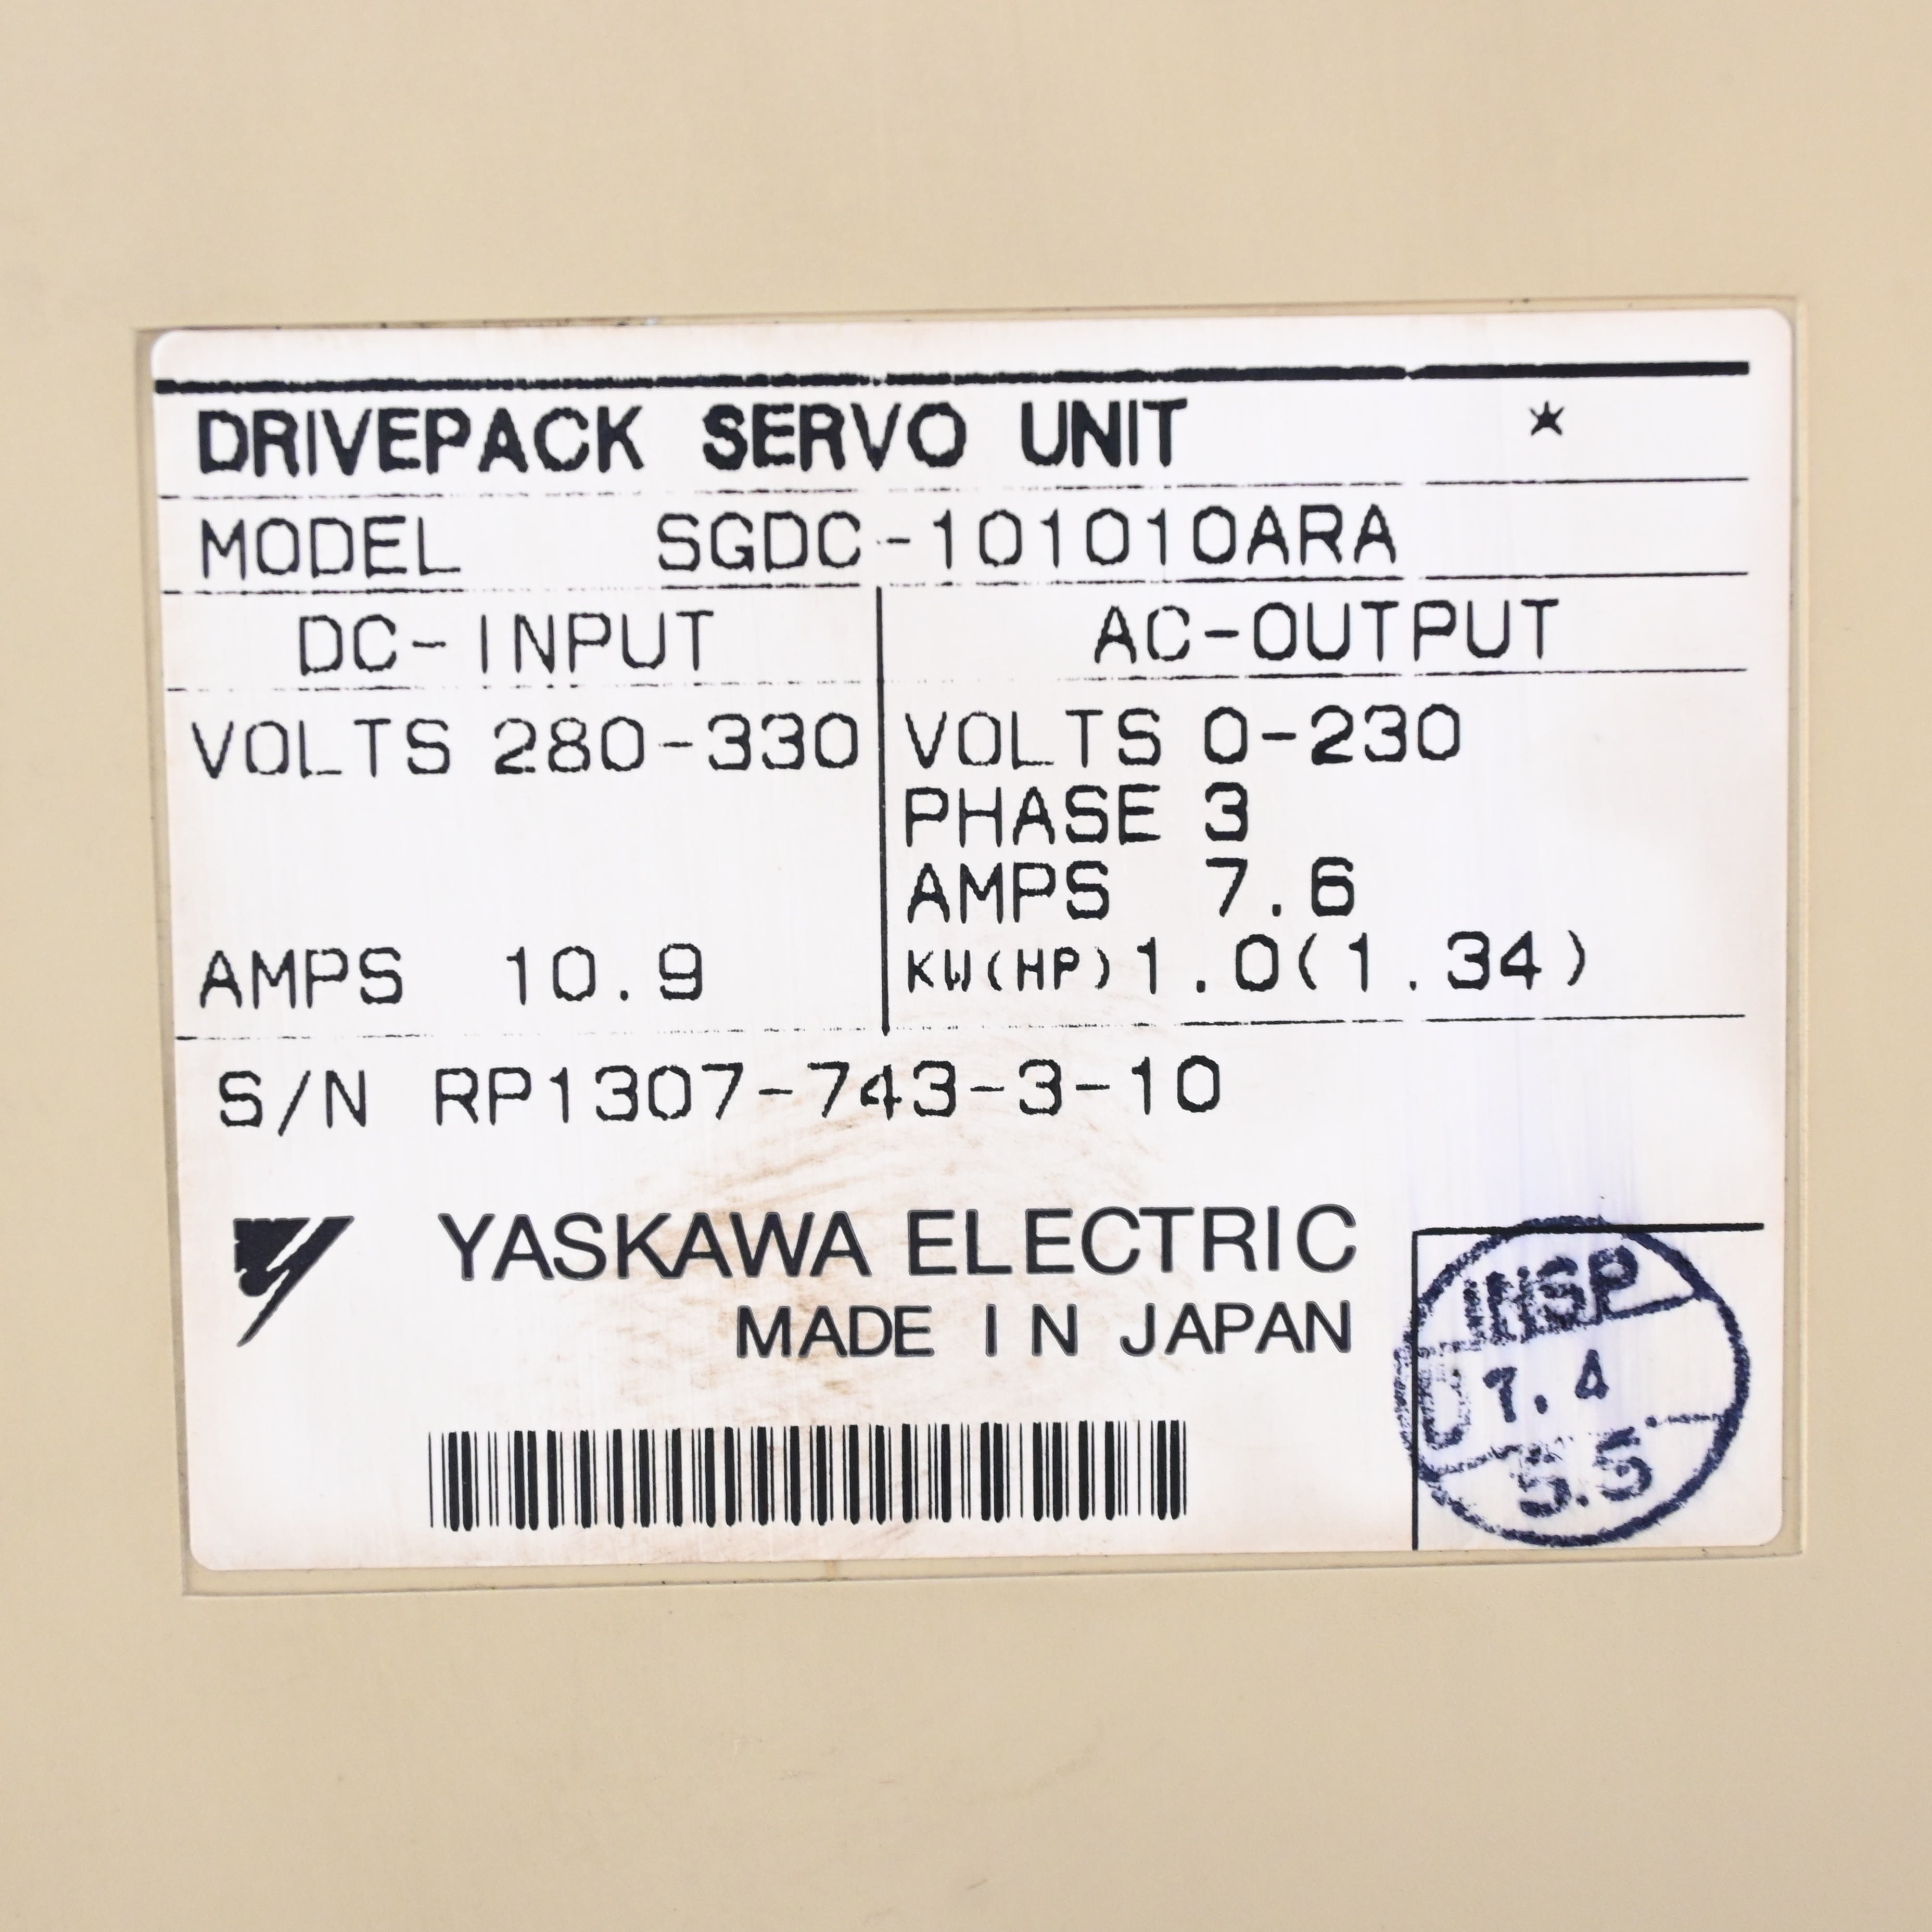 DRIVEPACK SERVO UNIT *
MODEL SGDC-101010ARA
DC-INPUT AC-OUTPUT
VOLTS 280-330 VOLTS 0-230
PHASE 3
AMPS 7.6
AMPS 10.9 KW(HP) 1.0(1.34)
S/N RP1307-743-3-10
YASKAWA ELECTRIC
MADE IN JAPAN
INSP
7.4
5.5